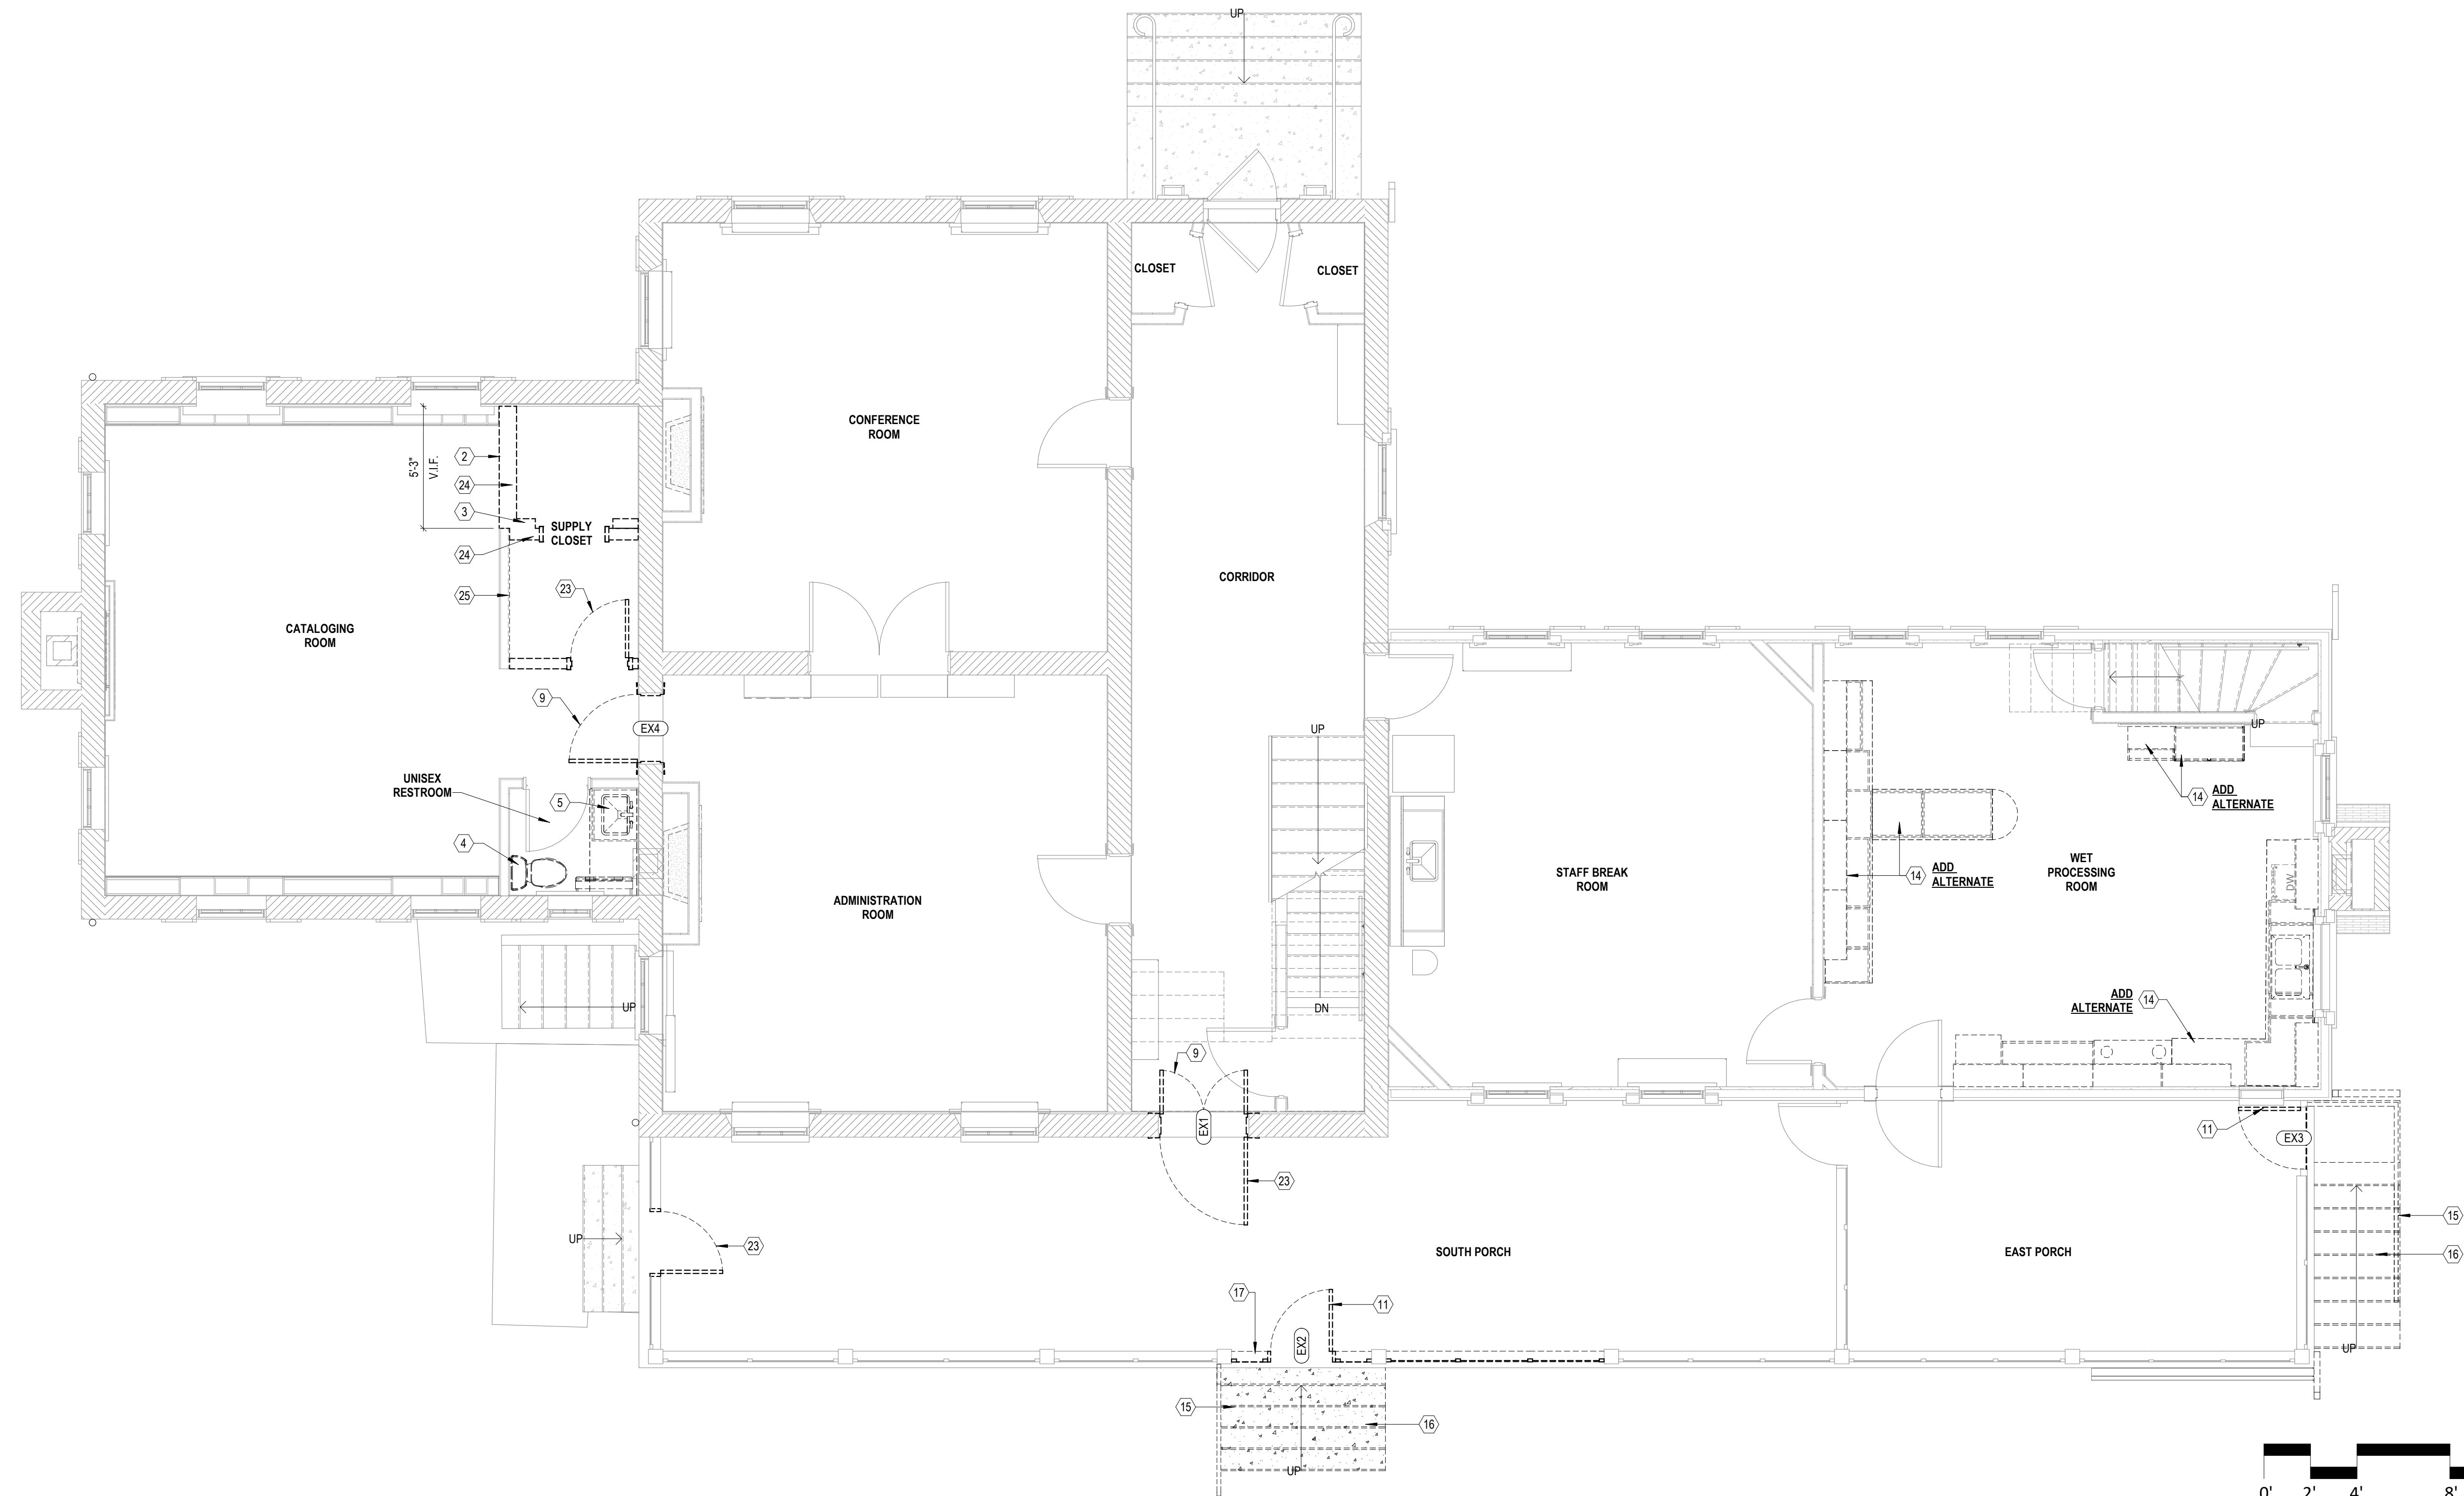 UP
CLOSET
CLOSET
CONFERENCE
ROOM
5'-3"
V.I.F.
2
24
3
SUPPLY
CLOSET
24
CORRIDOR
23
25
CATALOGING
ROOM
9
EX4
UP
UP
UNISEX
RESTROOM
5
4
14
ADD
ALTERNATE
WET
PROCESSING
ROOM
STAFF BREAK
ROOM
14
ADD
ALTERNATE
DW
ADMINISTRATION
ROOM
UP
DN
ADD
ALTERNATE
14
9
EX1
11
EX3
23
15
UP
23
SOUTH PORCH
EAST PORCH
16
17
11
EX2
UP
15
16
UP
0'
2'
4'
8'